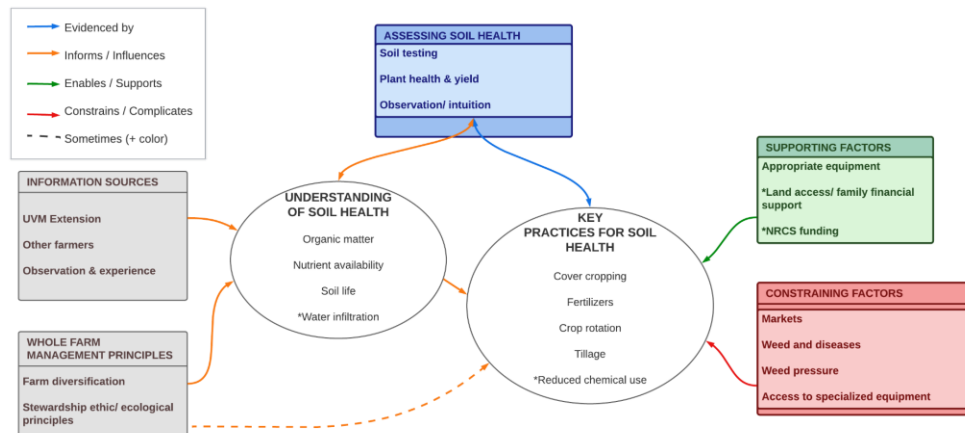 Evidenced by
Informs / Influences
Enables / Supports
Constrains / Complicates
Sometimes (+ color)
ASSESSING SOIL HEALTH
Soil testing
Plant health & yield
Observation/ intuition
INFORMATION SOURCES
UVM Extension
Other farmers
Observation & experience
WHOLE FARM
MANAGEMENT PRINCIPLES
Farm diversification
Stewardship ethic/ ecological
principles
UNDERSTANDING
OF SOIL HEALTH
Organic matter
Nutrient availability
Soil life
*Water infiltration
KEY
PRACTICES FOR SOIL
HEALTH
Cover cropping
Fertilizers
Crop rotation
Tillage
*Reduced chemical use
SUPPORTING FACTORS
Appropriate equipment
*Land access/ family financial
support
*NRCS funding
CONSTRAINING FACTORS
Markets
Weed and diseases
Weed pressure
Access to specialized equipment